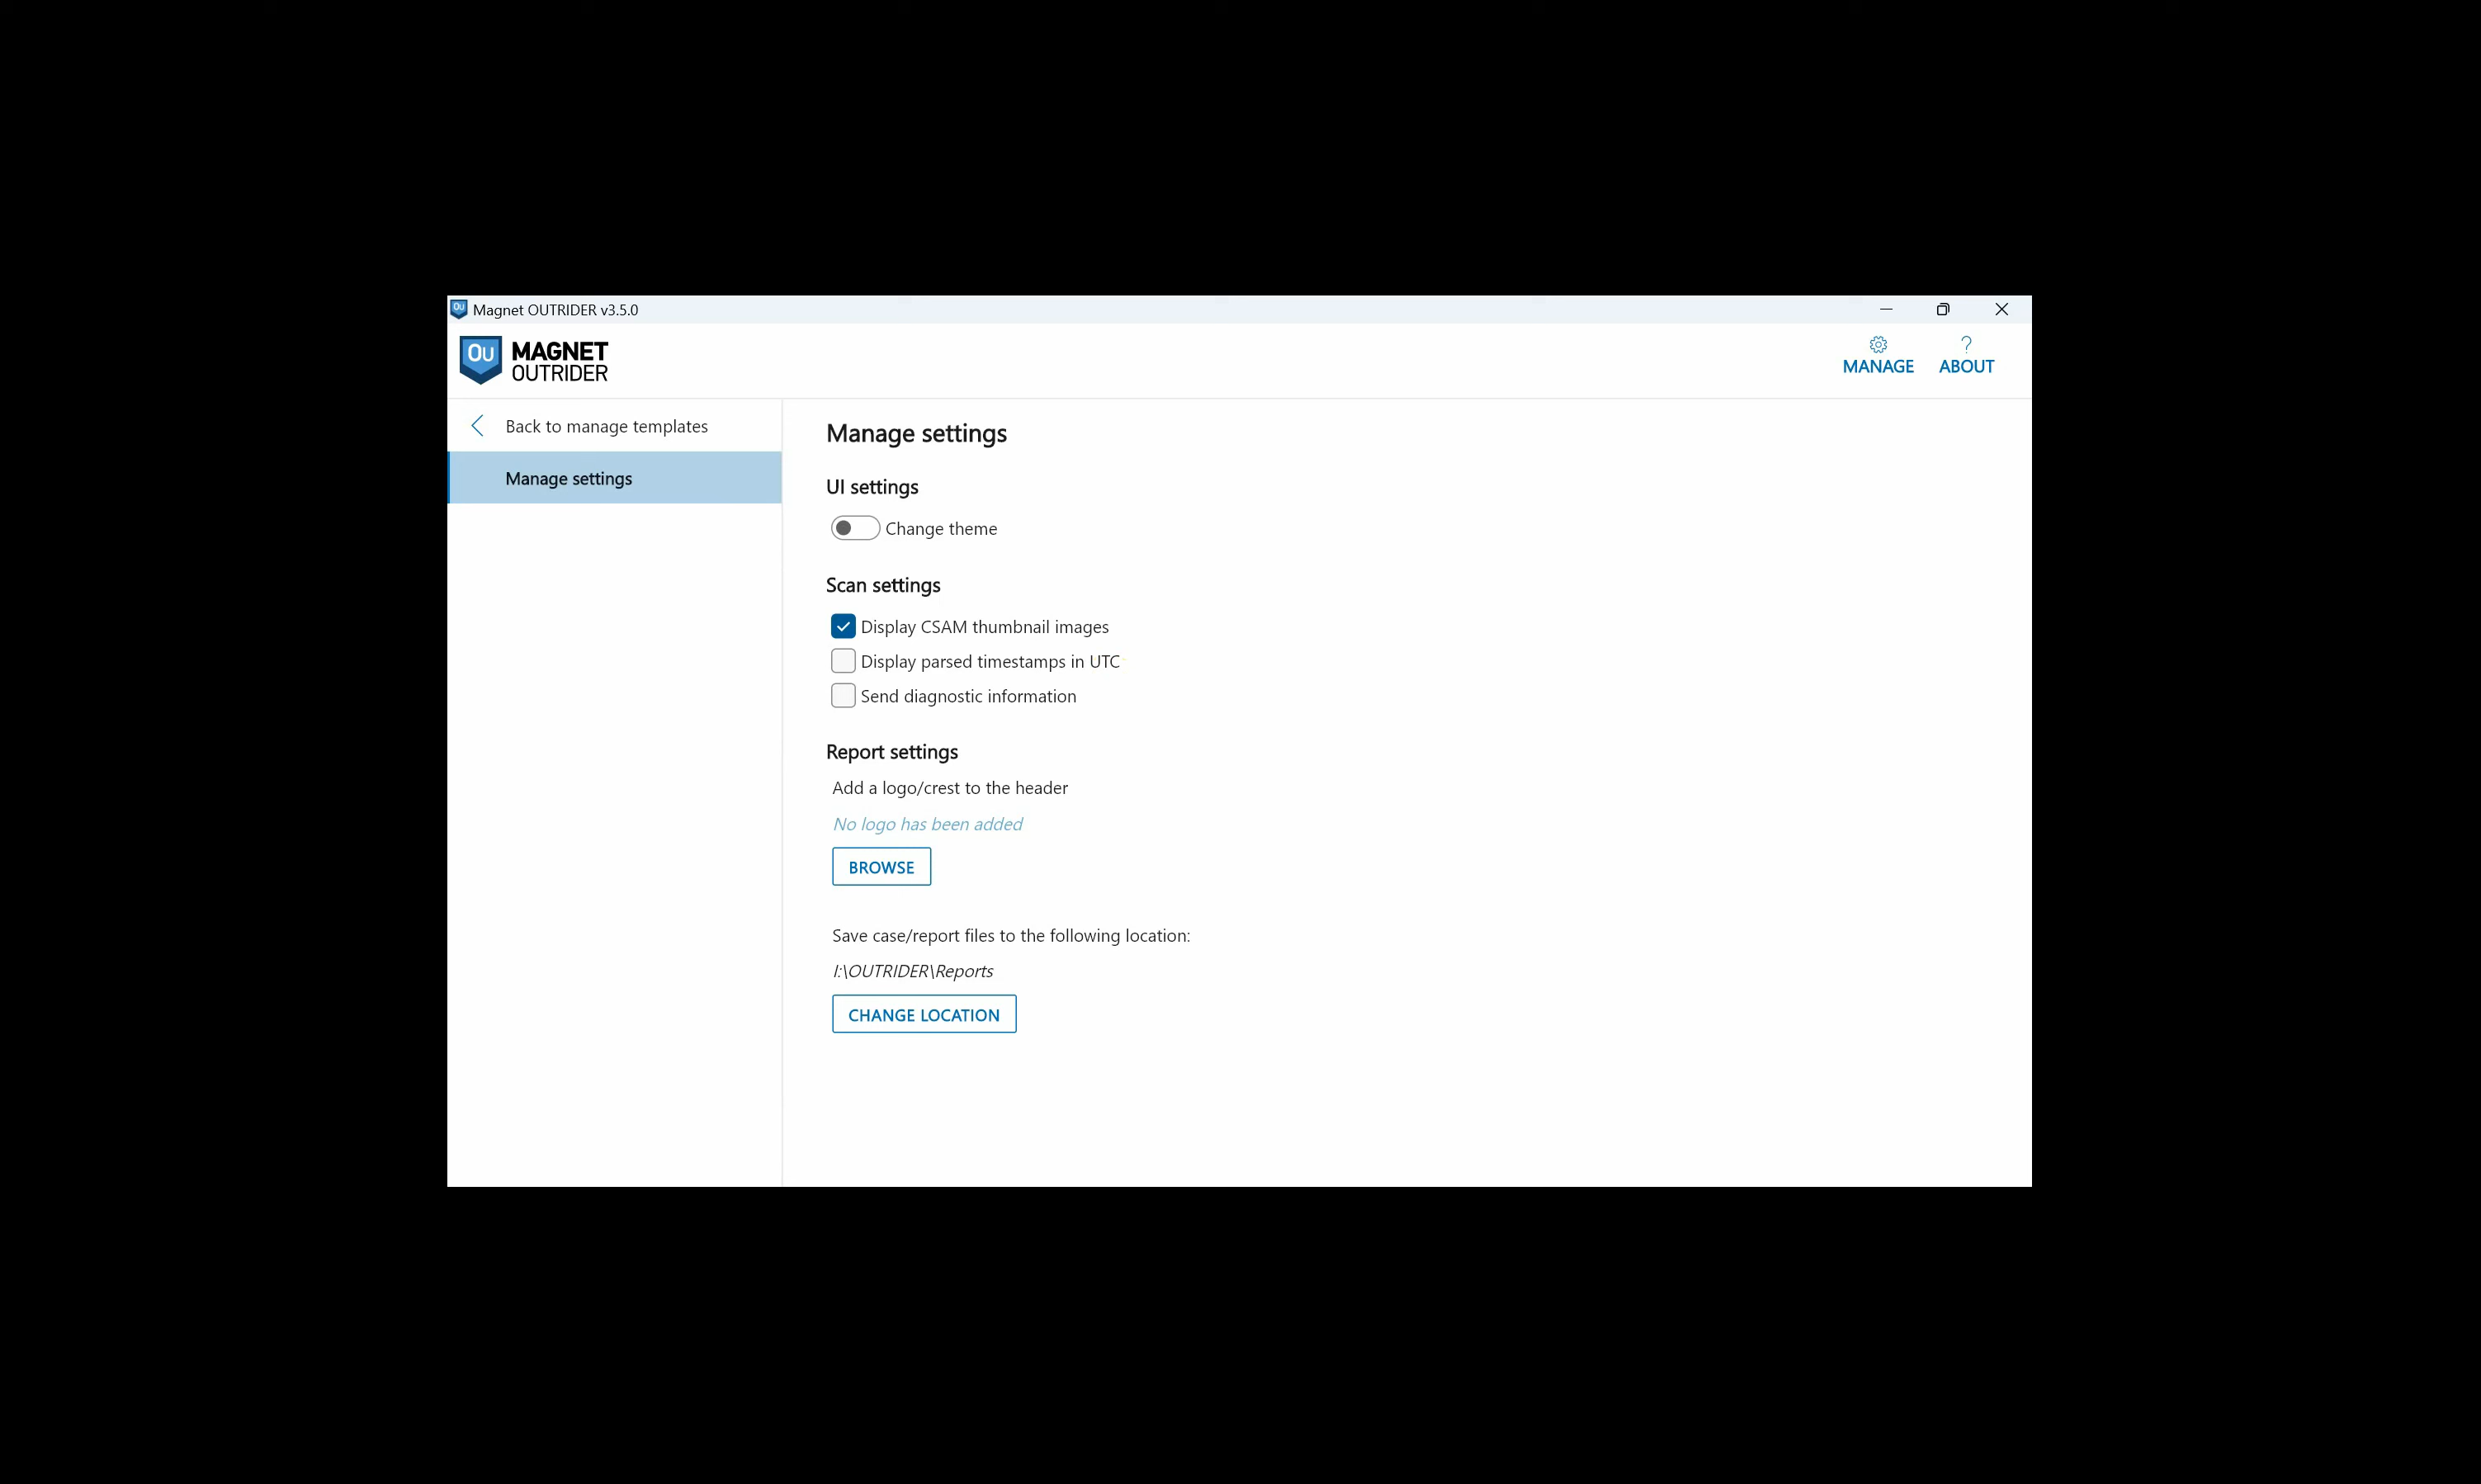 Ou Magnet OUTRIDER v3.5.0
OU MAGNET
OUTRIDER
MANAGE
? ABOUT
Back to manage templates
Manage settings
Manage settings
UI settings
Change theme
Scan settings
Display CSAM thumbnail images
Display parsed timestamps in UTC
Send diagnostic information
Report settings
Add a logo/crest to the header
No logo has been added
BROWSE
Save case/report files to the following location:
I:\OUTRIDER\Reports
CHANGE LOCATION